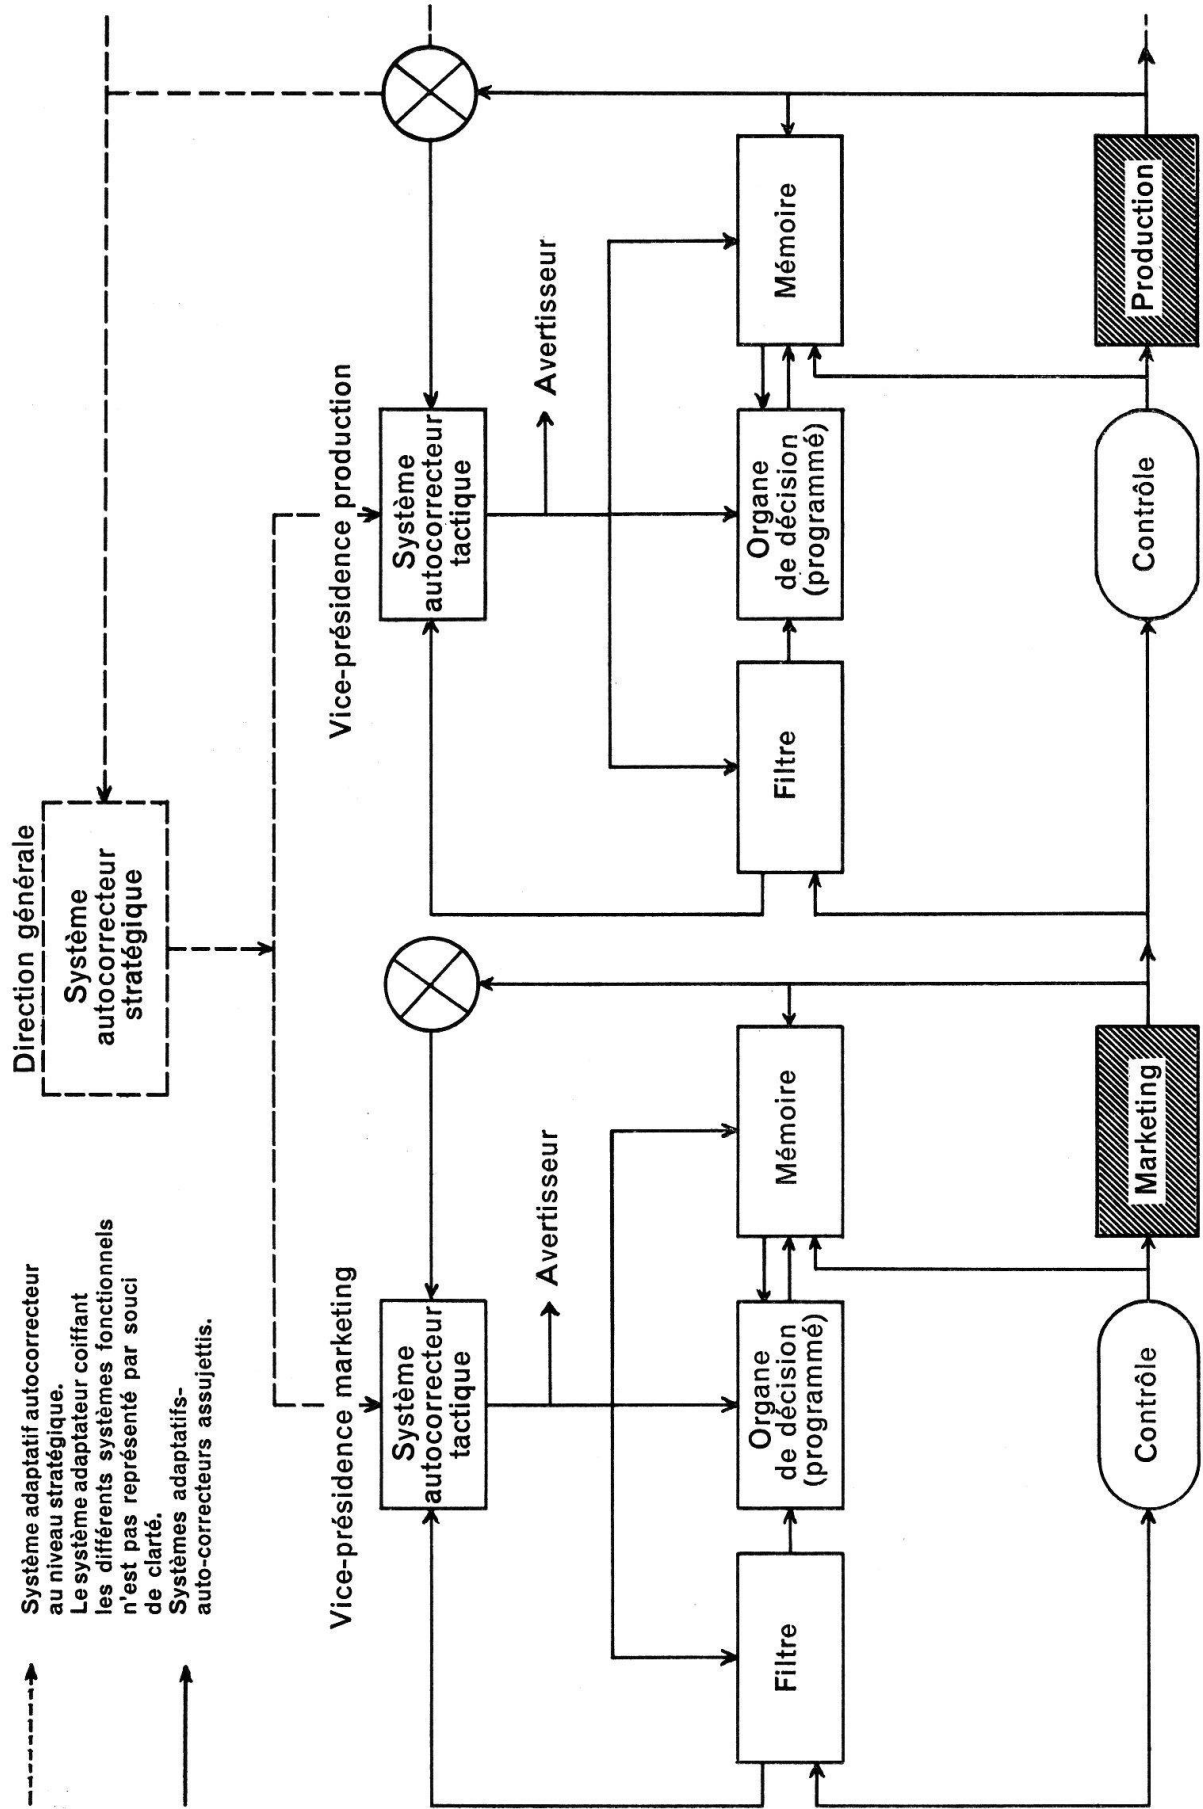 Système adaptatif autocorrecteur
au niveau stratégique.
Le système adaptateur coiffant
les différents systèmes fonctionnels
n'est pas représenté par souci
de clarté.
Systèmes adaptatifs-
auto-correcteurs assujettis.
Direction générale
Système
autocorrecteur
stratégique
Vice-présidence marketing
Système
autocorrecteur
tactique
Avertisseur
Filtre
Organe
de décision
(programmé)
Mémoire
Contrôle
Marketing
Vice-présidence production
Système
autocorrecteur
tactique
Avertisseur
Filtre
Organe
de décision
(programmé)
Mémoire
Contrôle
Production